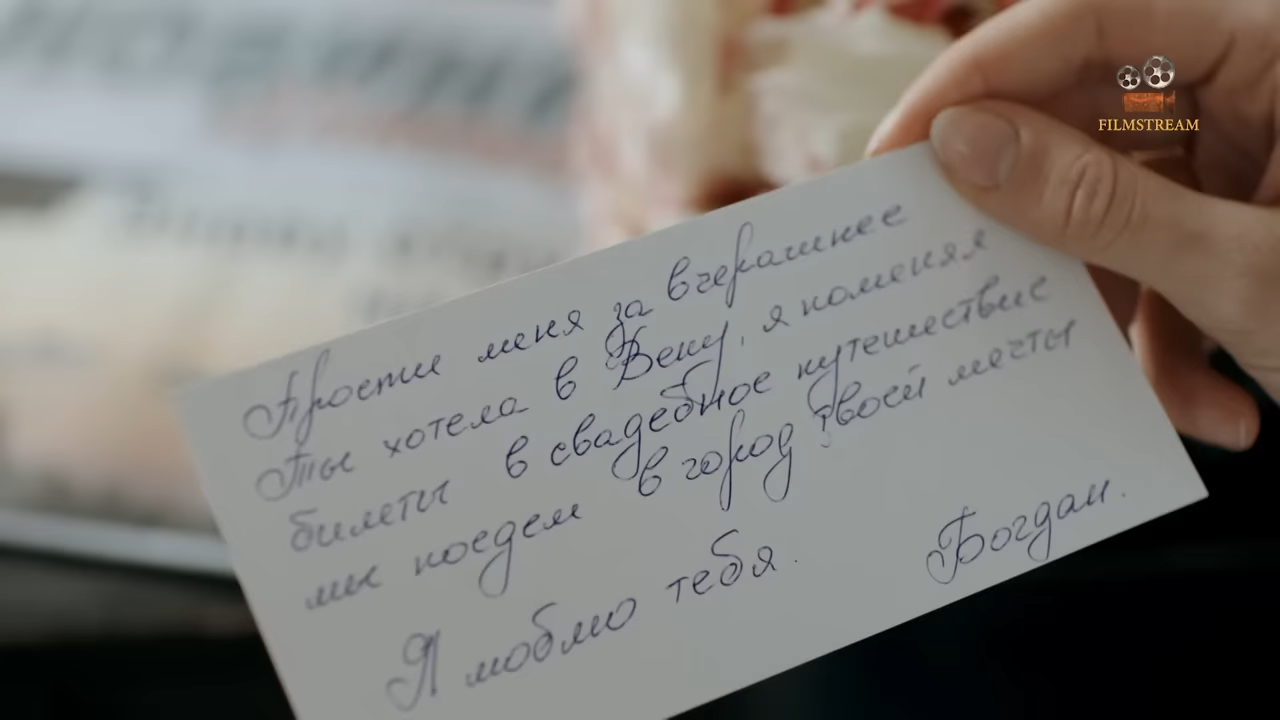 FILMSTREAM
Прости меня за вчерашнее
Ты хотела в Вену, я поменял
билеты в свадебное путешествие
мы поедем в город твоей мечты
Я люблю тебя. Богдан.